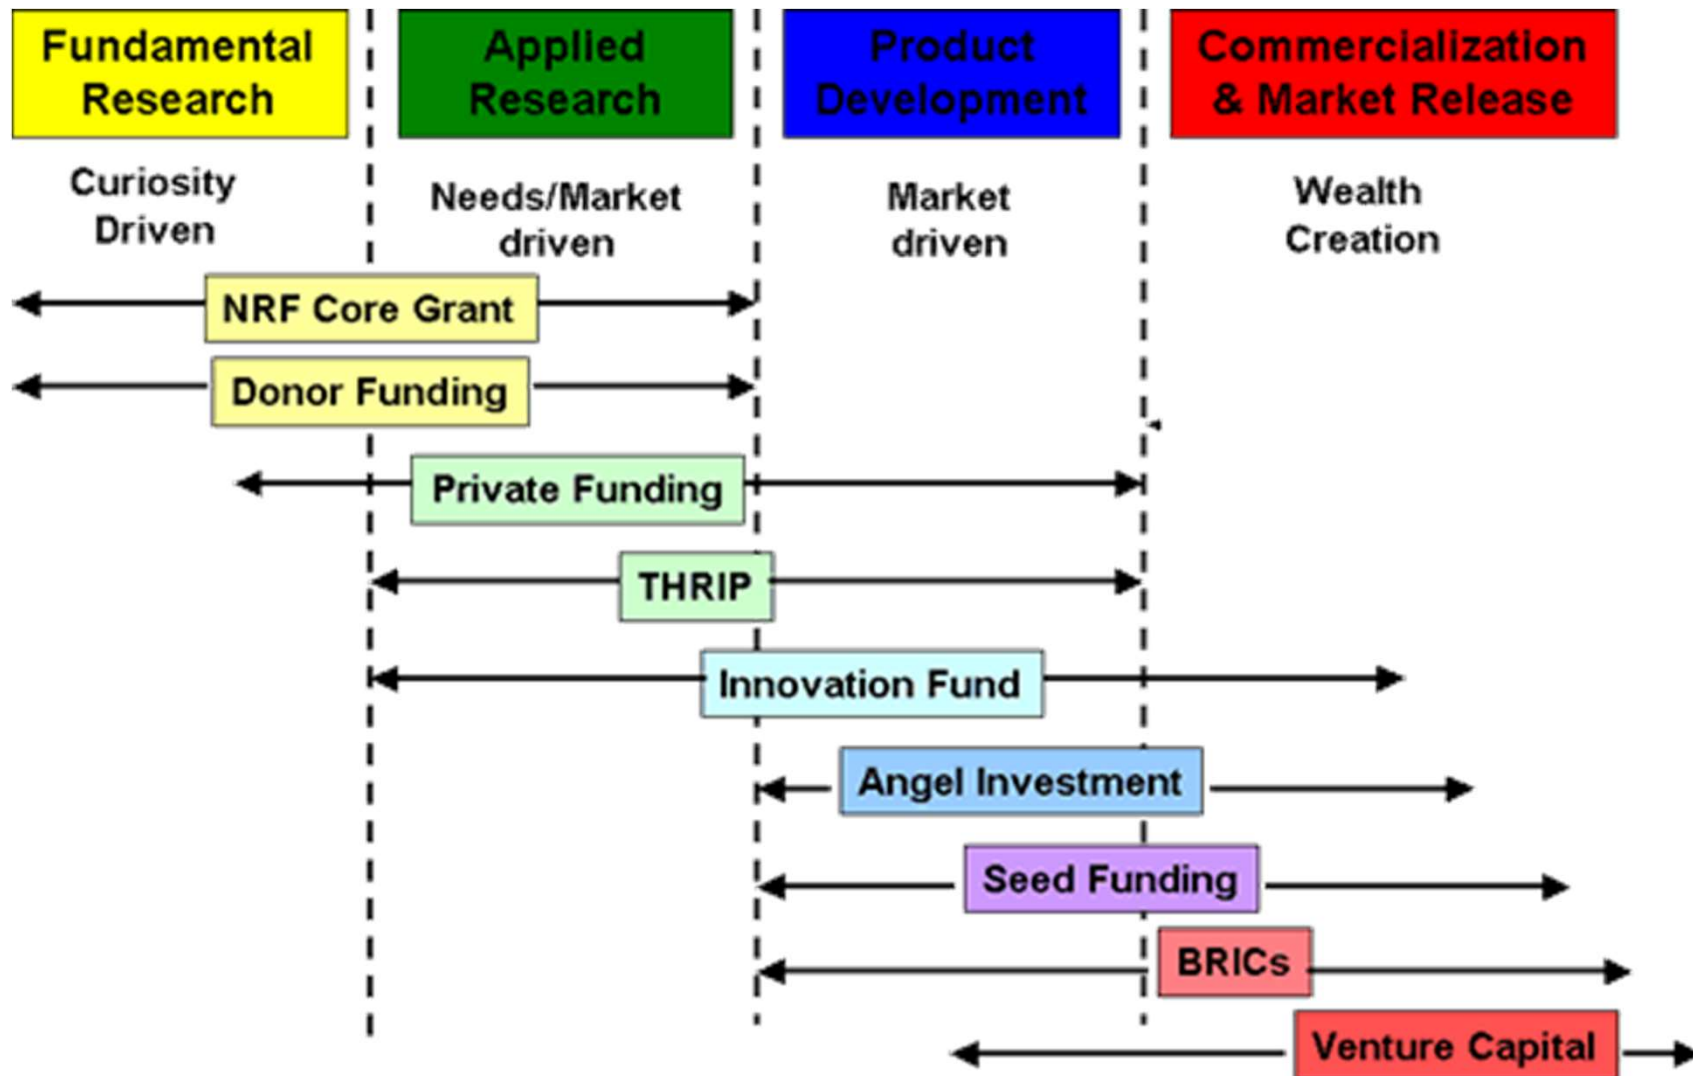 Fundamental
Research
Applied
Research
Product
Development
Commercialization
& Market Release
Curiosity
Driven
Needs/Market
driven
Market
driven
Wealth
Creation
NRF Core Grant
Donor Funding
Private Funding
THRIP
Innovation Fund
Angel Investment
Seed Funding
BRICs
Venture Capital